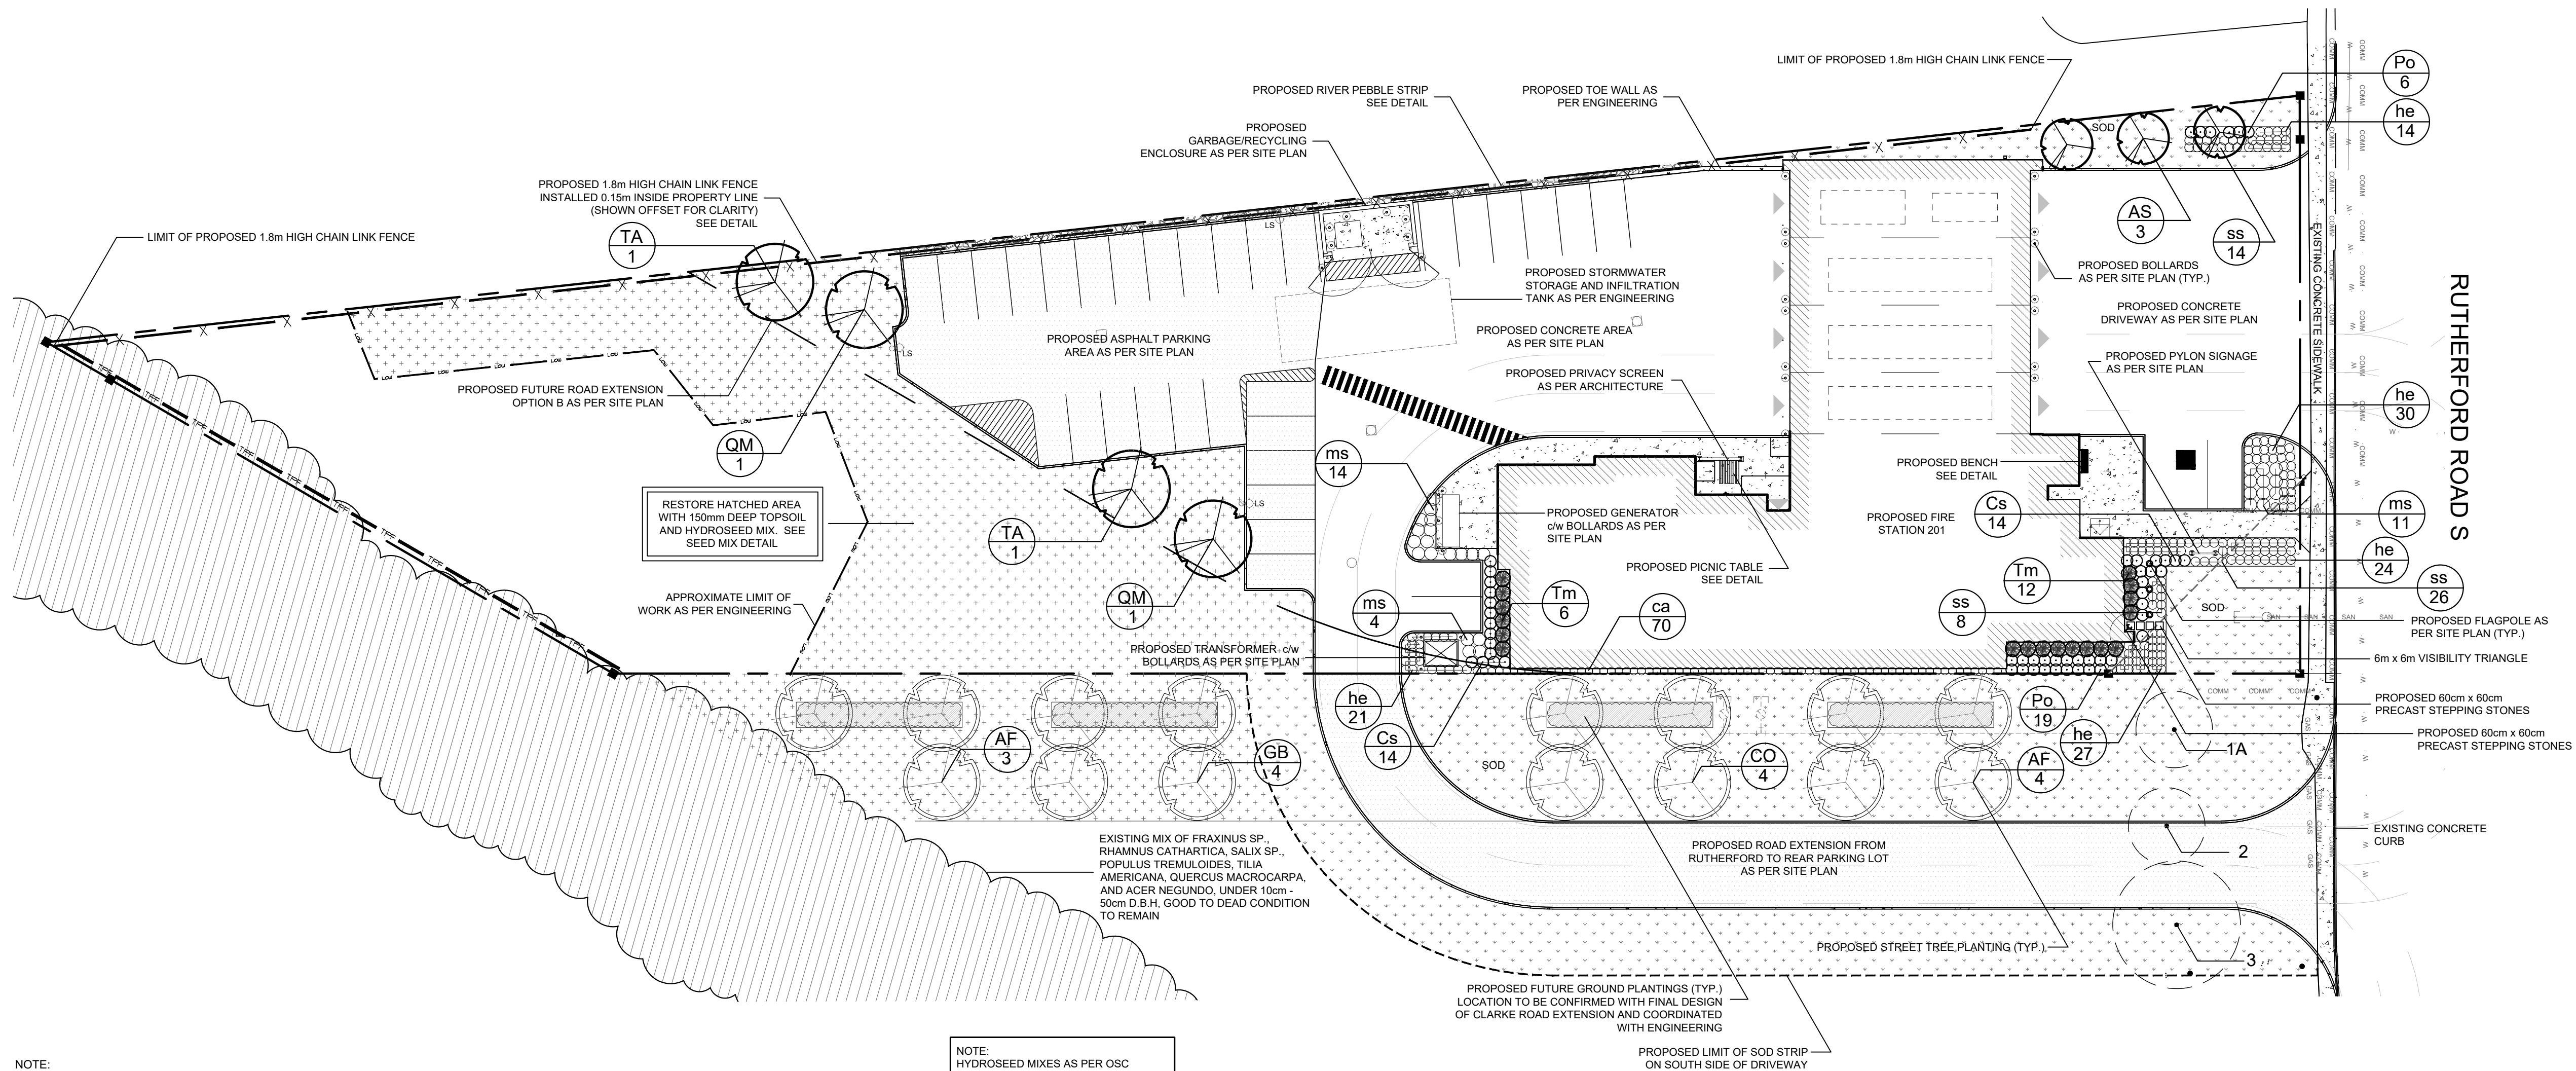 LIMIT OF PROPOSED 1.8m HIGH CHAIN LINK FENCE
Po
6
he
14
PROPOSED RIVER PEBBLE STRIP
SEE DETAIL
PROPOSED TOE WALL AS
PER ENGINEERING
PROPOSED
GARBAGE/RECYCLING
ENCLOSURE AS PER SITE PLAN
SOD
PROPOSED 1.8m HIGH CHAIN LINK FENCE
INSTALLED 0.15m INSIDE PROPERTY LINE
(SHOWN OFFSET FOR CLARITY)
SEE DETAIL
LIMIT OF PROPOSED 1.8m HIGH CHAIN LINK FENCE
TA
1
LS
AS
3
ss
14
PROPOSED BOLLARDS
AS PER SITE PLAN (TYP.)
EXISTING CONCRETE SIDEWALK
RUTHERFORD ROAD S
PROPOSED STORMWATER
STORAGE AND INFILTRATION
TANK AS PER ENGINEERING
PROPOSED CONCRETE
DRIVEWAY AS PER SITE PLAN
PROPOSED CONCRETE AREA
AS PER SITE PLAN
PROPOSED ASPHALT PARKING
AREA AS PER SITE PLAN
LS
PROPOSED PYLON SIGNAGE
AS PER SITE PLAN
PROPOSED PRIVACY SCREEN
AS PER ARCHITECTURE
PROPOSED FUTURE ROAD EXTENSION
OPTION B AS PER SITE PLAN
he
30
QM
1
ms
14
PROPOSED BENCH
SEE DETAIL
RESTORE HATCHED AREA
WITH 150mm DEEP TOPSOIL
AND HYDROSEED MIX. SEE
SEED MIX DETAIL
LS
PROPOSED GENERATOR
c/w BOLLARDS AS PER
SITE PLAN
PROPOSED FIRE
STATION 201
Cs
14
ms
11
TA
1
he
24
PROPOSED PICNIC TABLE
SEE DETAIL
Tm
12
ss
26
APPROXIMATE LIMIT OF
WORK AS PER ENGINEERING
QM
1
ms
4
Tm
6
ca
70
ss
8
SOD
SAN SAN SAN SAN
PROPOSED FLAGPOLE AS
PER SITE PLAN (TYP.)
PROPOSED TRANSFORMER c/w
BOLLARDS AS PER SITE PLAN
6m x 6m VISIBILITY TRIANGLE
COMM COMM COMM
PROPOSED 60cm x 60cm
PRECAST STEPPING STONES
he
21
Po
19
he
27
PROPOSED 60cm x 60cm
PRECAST STEPPING STONES
AF
3
Cs
14
1A
GB
4
SOD
CO
4
AF
4
EXISTING CONCRETE
CURB
EXISTING MIX OF FRAXINUS SP.,
RHAMNUS CATHARTICA, SALIX SP.,
POPULUS TREMULOIDES, TILIA
AMERICANA, QUERCUS MACROCARPA,
AND ACER NEGUNDO, UNDER 10cm -
50cm D.B.H, GOOD TO DEAD CONDITION
TO REMAIN
PROPOSED ROAD EXTENSION FROM
RUTHERFORD TO REAR PARKING LOT
AS PER SITE PLAN
2
PROPOSED STREET TREE PLANTING (TYP.)
3
PROPOSED FUTURE GROUND PLANTINGS (TYP.)
LOCATION TO BE CONFIRMED WITH FINAL DESIGN
OF CLARKE ROAD EXTENSION AND COORDINATED
WITH ENGINEERING
PROPOSED LIMIT OF SOD STRIP
ON SOUTH SIDE OF DRIVEWAY
NOTE:
NOTE:
HYDROSEED MIXES AS PER OSC